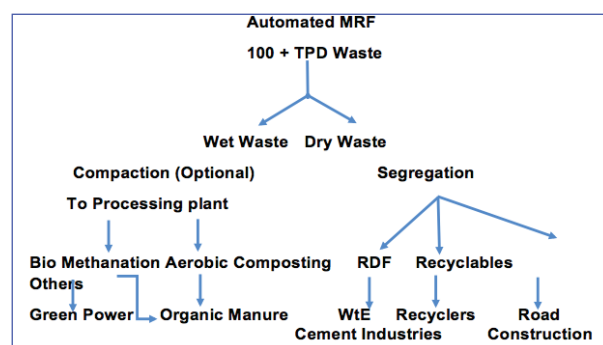 Automated MRF
100 + TPD Waste
Wet Waste Dry Waste
Compaction (Optional) Segregation
To Processing plant
Bio Methanation Aerobic Composting RDF Recyclables
Others
Green Power Organic Manure WtE Recyclers Road
Cement Industries Construction